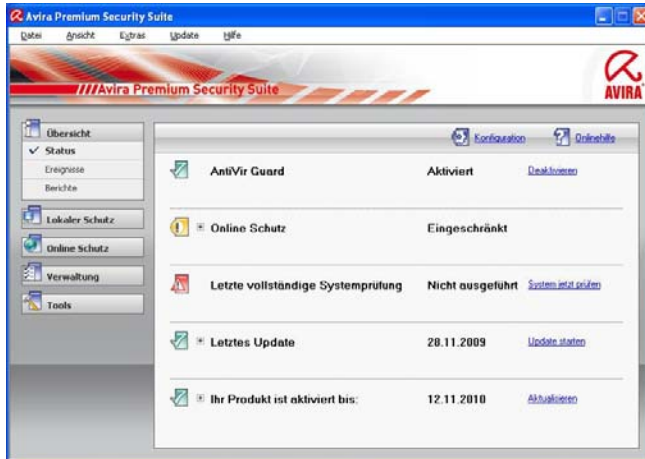 Avira Premium Security Suite
Datei Ansicht Extras Update Hilfe
Avira Premium Security Suite
AVIRA
Übersicht
Status
Ereignisse
Berichte
Lokaler Schutz
Online Schutz
Verwaltung
Tools
Konfiguration Onlinehilfe
AntiVir Guard Aktiviert Deaktivieren
Online Schutz Eingeschränkt
Letzte vollständige Systemprüfung Nicht ausgeführt System jetzt prüfen
Letztes Update 20.11.2009 Update starten
Ihr Produkt ist aktiviert bis: 12.11.2010 Aktualisieren